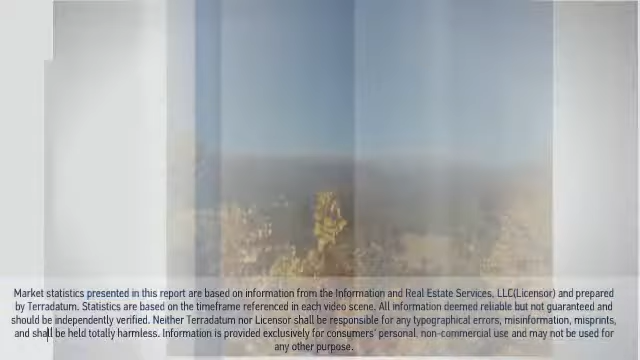 Market statistics presented in this report are based on information from the Information and Real Estate Services, LLC(Licensor) and prepared
by Terradatum. Statistics are based on the timeframe referenced in each video scene. All information deemed reliable but not guaranteed and
should be independently verified. Neither Terradatum nor Licensor shall be responsible for any typographical errors, misinformation, misprints,
and shall be held totally harmless. Information is provided exclusively for consumers' personal, non-commercial use and may not be used for
any other purpose.